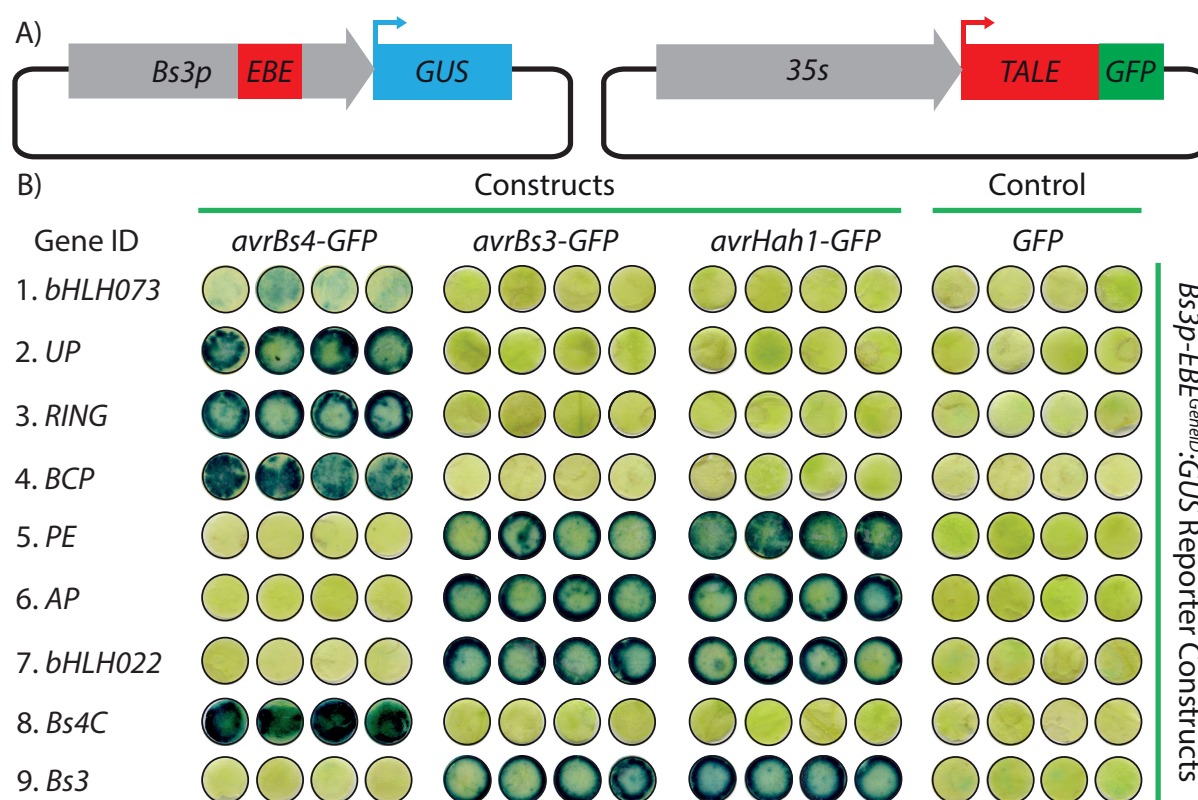 A)
Bs3p EBE GUS 35s TALE GFP
B)
Constructs Control
Gene ID avrBs4-GFP avrBs3-GFP avrHah1-GFP GFP
1. bHLH073
2. UP
3. RING
4. BCP
5. PE
6. AP
7. bHLH022
8. Bs4C
9. Bs3
Bs3p-EBE^GeneID:GUS Reporter Constructs